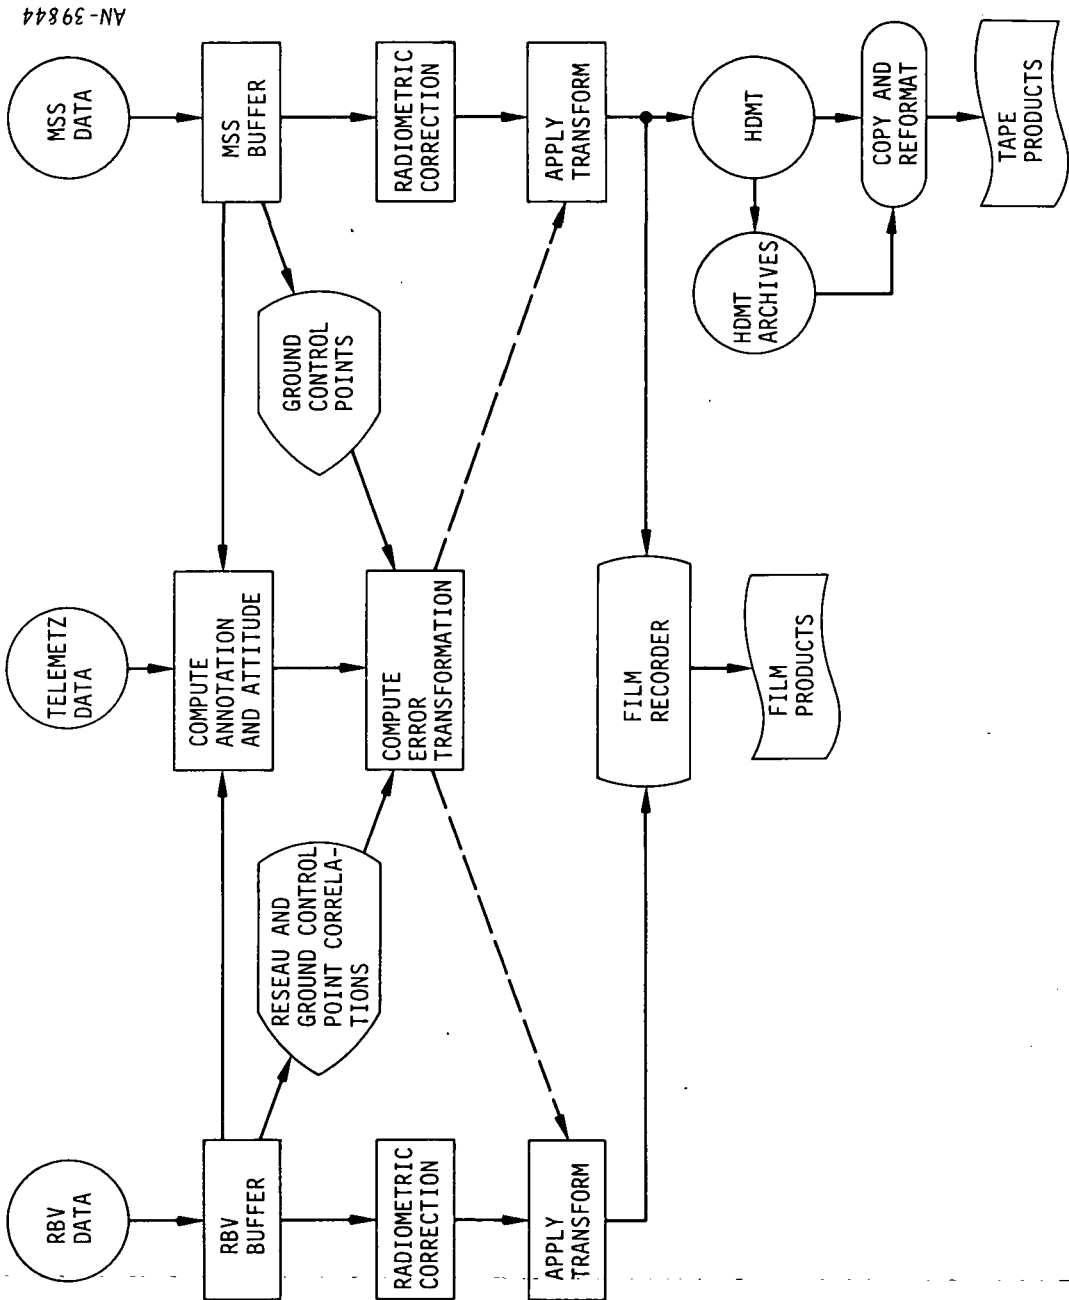 AN-39844
RBV
DATA
TELEMETZ
DATA
MSS
DATA
RBV
BUFFER
COMPUTE
ANNOTATION
AND ATTITUDE
MSS
BUFFER
RESEAU AND
GROUND CONTROL
POINT CORRELA-
TIONS
GROUND
CONTROL
POINTS
RADIOMETRIC
CORRECTION
COMPUTE
ERROR
TRANSFORMATION
RADIOMETRIC
CORRECTION
APPLY
TRANSFORM
APPLY
TRANSFORM
FILM
RECORDER
HDMT
ARCHIVES
HDMT
FILM
PRODUCTS
COPY AND
REFORMAT
TAPE
PRODUCTS